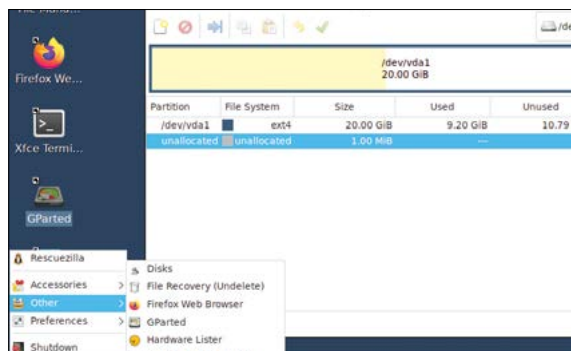 /de
/dev/vda1
20.00 GiB
Firefox We...
Partition File System Size Used Unused
/dev/vda1 ext4 20.00 GiB 9.20 GiB 10.79
unallocated unallocated 1.00 MiB ---
Xfce Termi...
GParted
Rescuezilla
Accessories
Other
Preferences
Shutdown
Disks
File Recovery (Undelete)
Firefox Web Browser
GParted
Hardware Lister